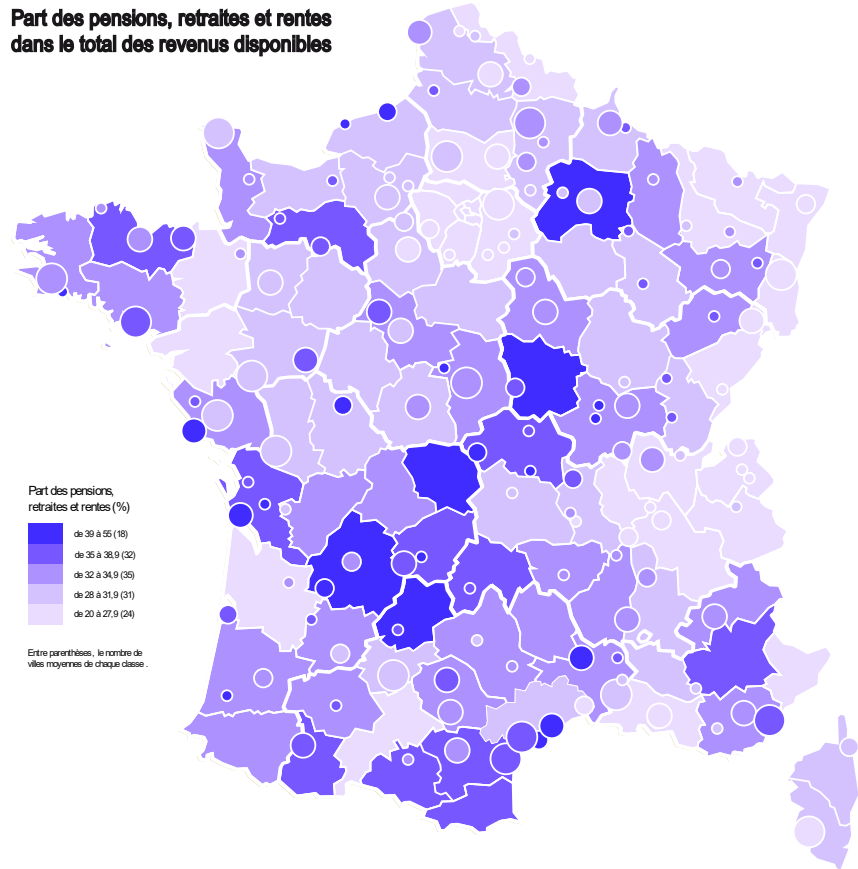 Part des pensions, retraites et rentes
dans le total des revenus disponibles
Part des pensions,
retraites et rentes (%)
de 39 à 55 (18)
de 35 à 38,9 (32)
de 32 à 34,9 (35)
de 28 à 31,9 (31)
de 20 à 27,9 (24)
Entre parenthèses, le nombre de
villes moyennes de chaque classe.